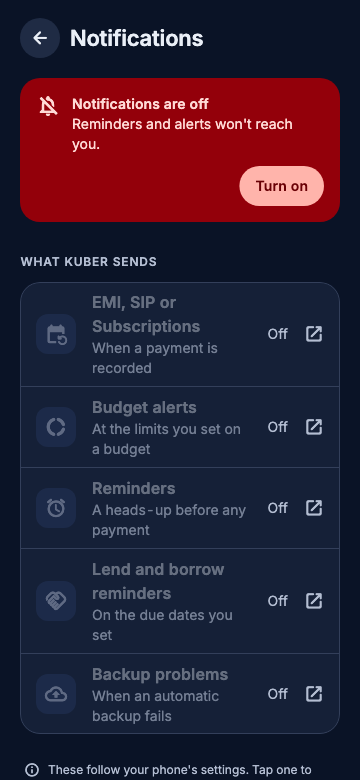 Notifications
Notifications are off
Reminders and alerts won't reach
you.
Turn on
WHAT KUBER SENDS
EMI, SIP or
Subscriptions
When a payment is
recorded
Off
Budget alerts
At the limits you set on
a budget
Off
Reminders
A heads-up before any
payment
Off
Lend and borrow
reminders
On the due dates you
set
Off
Backup problems
When an automatic
backup fails
Off
These follow your phone's settings. Tap one to